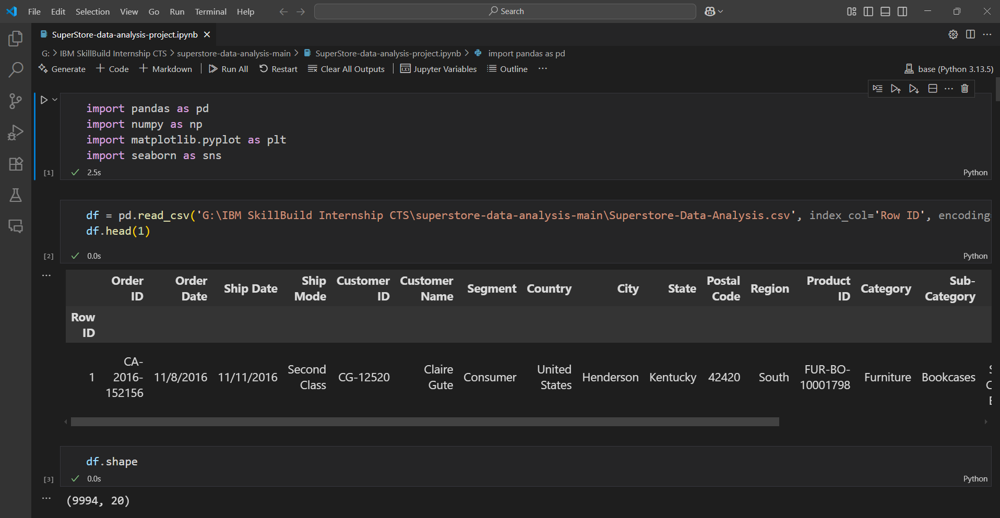 File Edit Selection View Go Run Terminal Help
Search
SuperStore-data-analysis-project.ipynb
G: > IBM SkillBuild Internship CTS > superstore-data-analysis-main > SuperStore-data-analysis-project.ipynb > import pandas as pd
Generate + Code + Markdown Run All Restart Clear All Outputs Jupyter Variables Outline ...
base (Python 3.13.5)
import pandas as pd
import numpy as np
import matplotlib.pyplot as plt
import seaborn as sns
[1] 2.5s Python
df = pd.read_csv('G:\IBM SkillBuild Internship CTS\superstore-data-analysis-main\Superstore-Data-Analysis.csv', index_col='Row ID', encoding
df.head(1)
[2] 0.0s Python
Order Order Ship Customer Customer Postal Product Sub-
Ship Date Segment Country City State Region Category
ID Date Mode ID Name Code ID Category
Row
ID
CA-
Second Claire United FUR-BO-
1 2016- 11/8/2016 11/11/2016 CG-12520 Consumer Henderson Kentucky 42420 South Furniture Bookcases
Class Gute States 10001798
152156
df.shape
[3] 0.0s Python
(9994, 20)